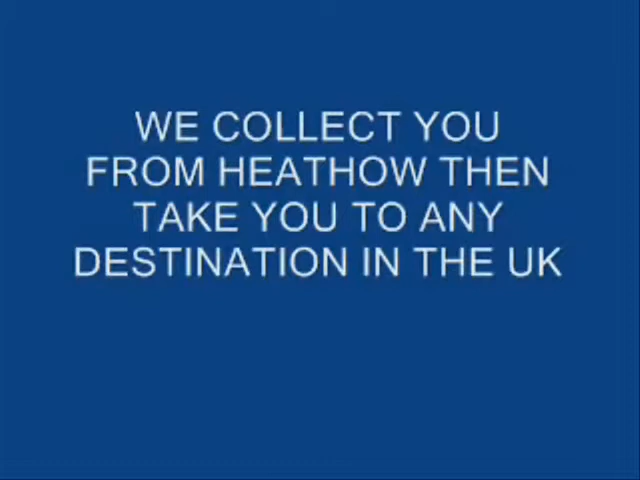 WE COLLECT YOU
FROM HEATHOW THEN
TAKE YOU TO ANY
DESTINATION IN THE UK